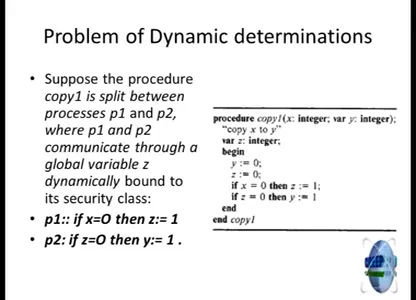 Problem of Dynamic determinations
• Suppose the procedure
copy1 is split between
processes p1 and p2,
where p1 and p2
communicate through a
global variable z
dynamically bound to
its security class:
• p1:: if x=O then z:= 1
• p2: if z=O then y:= 1 .
procedure copy1(x: integer; var y: integer);
"copy x to y"
var z: integer;
begin
y := 0;
z := 0;
if x = 0 then z := 1;
if z = 0 then y := 1
end
end copy1